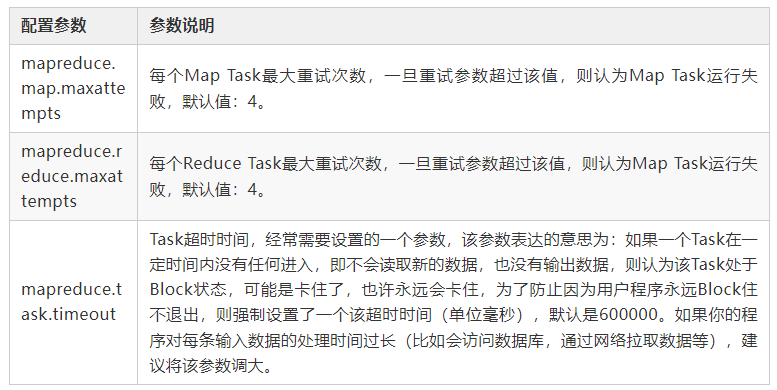 配置参数 参数说明
mapreduce.
map.maxatte
mpts
每个Map Task最大重试次数，一旦重试参数超过该值，则认为Map Task运行失
败，默认值：4。
mapreduce.r
educe.maxat
tempts
每个Reduce Task最大重试次数，一旦重试参数超过该值，则认为Map Task运行失
败，默认值：4。
mapreduce.t
ask.timeout
Task超时时间，经常需要设置的一个参数，该参数表达的意思为：如果一个Task在一
定时间内没有任何进入，即不会读取新的数据，也没有输出数据，则认为该Task处于
Block状态，可能是卡住了，也许永远会卡住，为了防止因为用户程序永远Block住
不退出，则强制设置了一个该超时时间（单位毫秒），默认是600000。如果你的程
序对每条输入数据的处理时间过长（比如会访问数据库，通过网络拉取数据等），建
议将该参数调大。